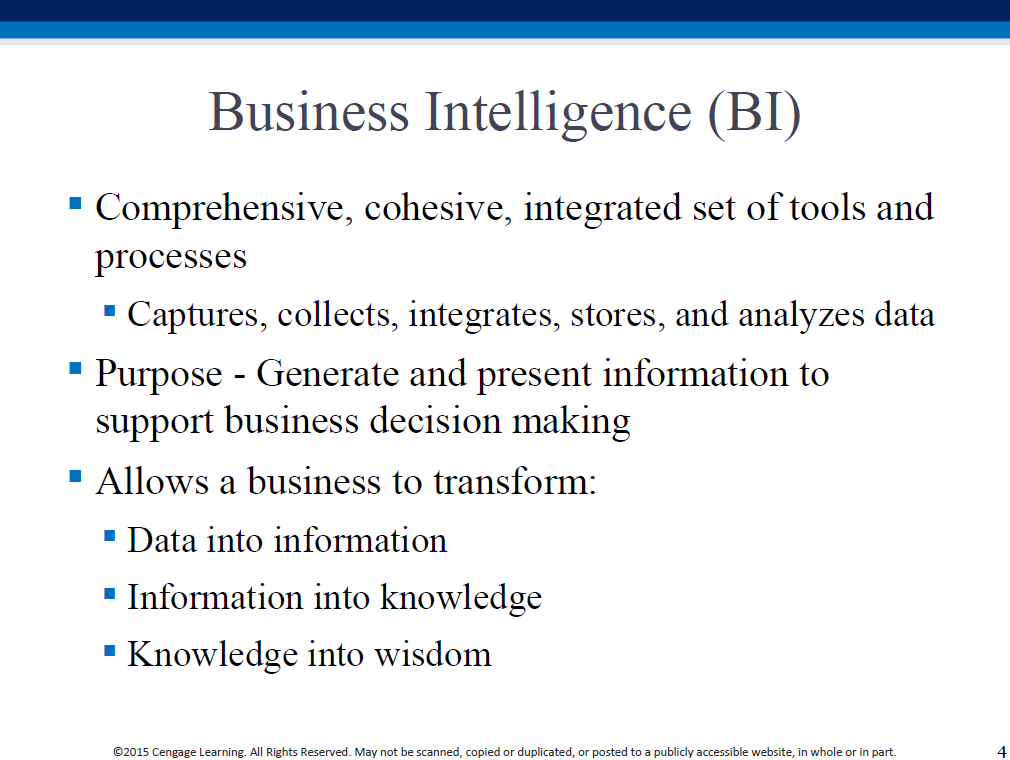 Business Intelligence (BI)
Comprehensive, cohesive, integrated set of tools and
processes
Captures, collects, integrates, stores, and analyzes data
Purpose - Generate and present information to
support business decision making
Allows a business to transform:
Data into information
Information into knowledge
Knowledge into wisdom
©2015 Cengage Learning. All Rights Reserved. May not be scanned, copied or duplicated, or posted to a publicly accessible website, in whole or in part.
4